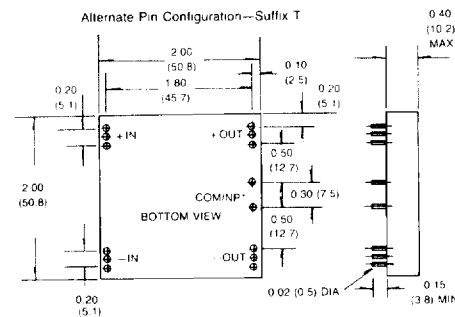 Alternate Pin Configuration—Suffix T
0.40
(10.2)
MAX
2.00
(50.8)
0.10
(2.5)
1.80
(45.7)
0.20
(5.1)
0.20
(5.1)
+IN
+OUT
0.50
(12.7)
2.00
(50.8)
COM/NP*
0.30 (7.5)
BOTTOM VIEW
0.50
(12.7)
−IN
−OUT
0.02 (0.5) DIA
0.15
(3.8) MIN
0.20
(5.1)